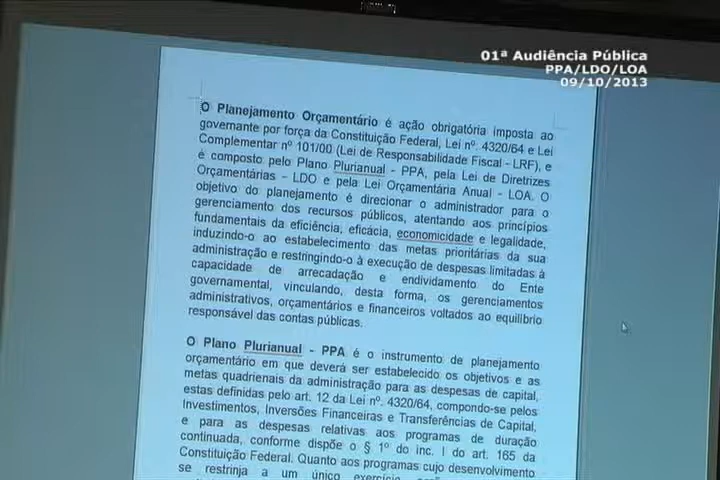 01ª Audiência Pública
PPA/LDO/LOA
09/10/2013
O Planejamento Orçamentário é ação obrigatória imposta ao
governante por força da Constituição Federal, Lei nº. 4320/64 e Lei
Complementar nº 101/00 (Lei de Responsabilidade Fiscal - LRF), e
é composto pelo Plano Plurianual - PPA, pela Lei de Diretrizes
Orçamentárias - LDO e pela Lei Orçamentária Anual - LOA. O
objetivo do planejamento é direcionar o administrador para o
gerenciamento dos recursos públicos, atentando aos princípios
fundamentais da eficiência, eficácia, economicidade e legalidade,
induzindo-o ao estabelecimento das metas prioritárias da sua
administração e restringindo-o à execução de despesas limitadas à
capacidade de arrecadação e endividamento do Ente
governamental, vinculando, desta forma, os gerenciamentos
administrativos, orçamentários e financeiros voltados ao equilíbrio
responsável das contas públicas.
O Plano Plurianual - PPA é o instrumento de planejamento
orçamentário em que deverá ser estabelecido os objetivos e as
metas quadrienais da administração para as despesas de capital,
estas definidas pelo art. 12 da Lei nº. 4320/64, compondo-se pelos
Investimentos, Inversões Financeiras e Transferências de Capital,
e para as despesas relativas aos programas de duração
continuada, conforme dispõe o § 1º do inc. I do art. 165 da
Constituição Federal. Quanto aos programas cujo desenvolvimento
se restrinja a um único